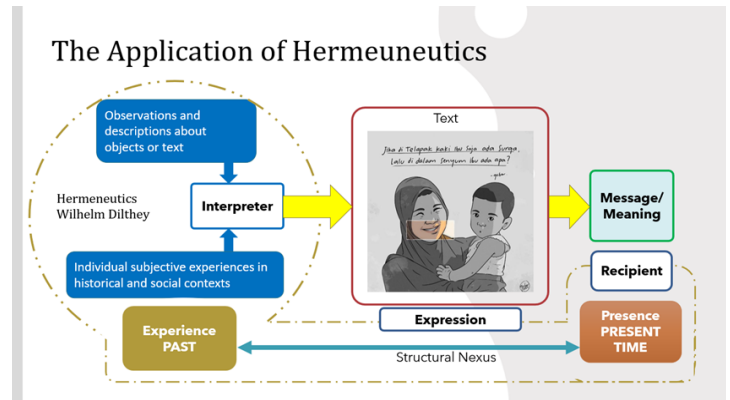 The Application of Hermeuneutics
Observations and
descriptions about
objects or text
Hermeneutics
Wilhelm Dilthey
Interpreter
Individual subjective experiences in
historical and social contexts
Experience
PAST
Text
Jika di Telapak kaki Ibu Saja ada Surga,
lalu di dalam Senyum ibu ada apa?
Expression
Structural Nexus
Message/
Meaning
Recipient
Presence
PRESENT
TIME